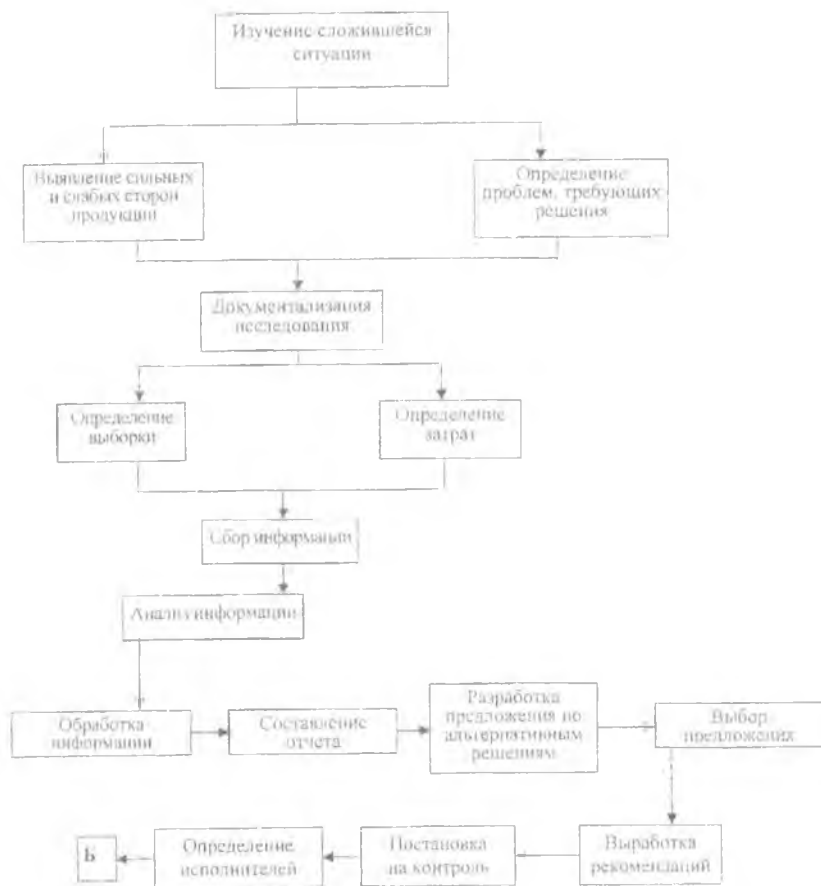 Изучение сложившейся
ситуации
Выявление сильных
и слабых сторон
продукции
Определение
проблем, требующих
решения
Документализация
исследования
Определение
выборки
Определение
затрат
Сбор информации
Анализ информации
Обработка
информации
Составление
отчета
Разработка
предложения по
альтернативным
решениям
Выбор
предложения
Выработка
рекомендаций
Постановка
на контроль
Определение
исполнителей
Б